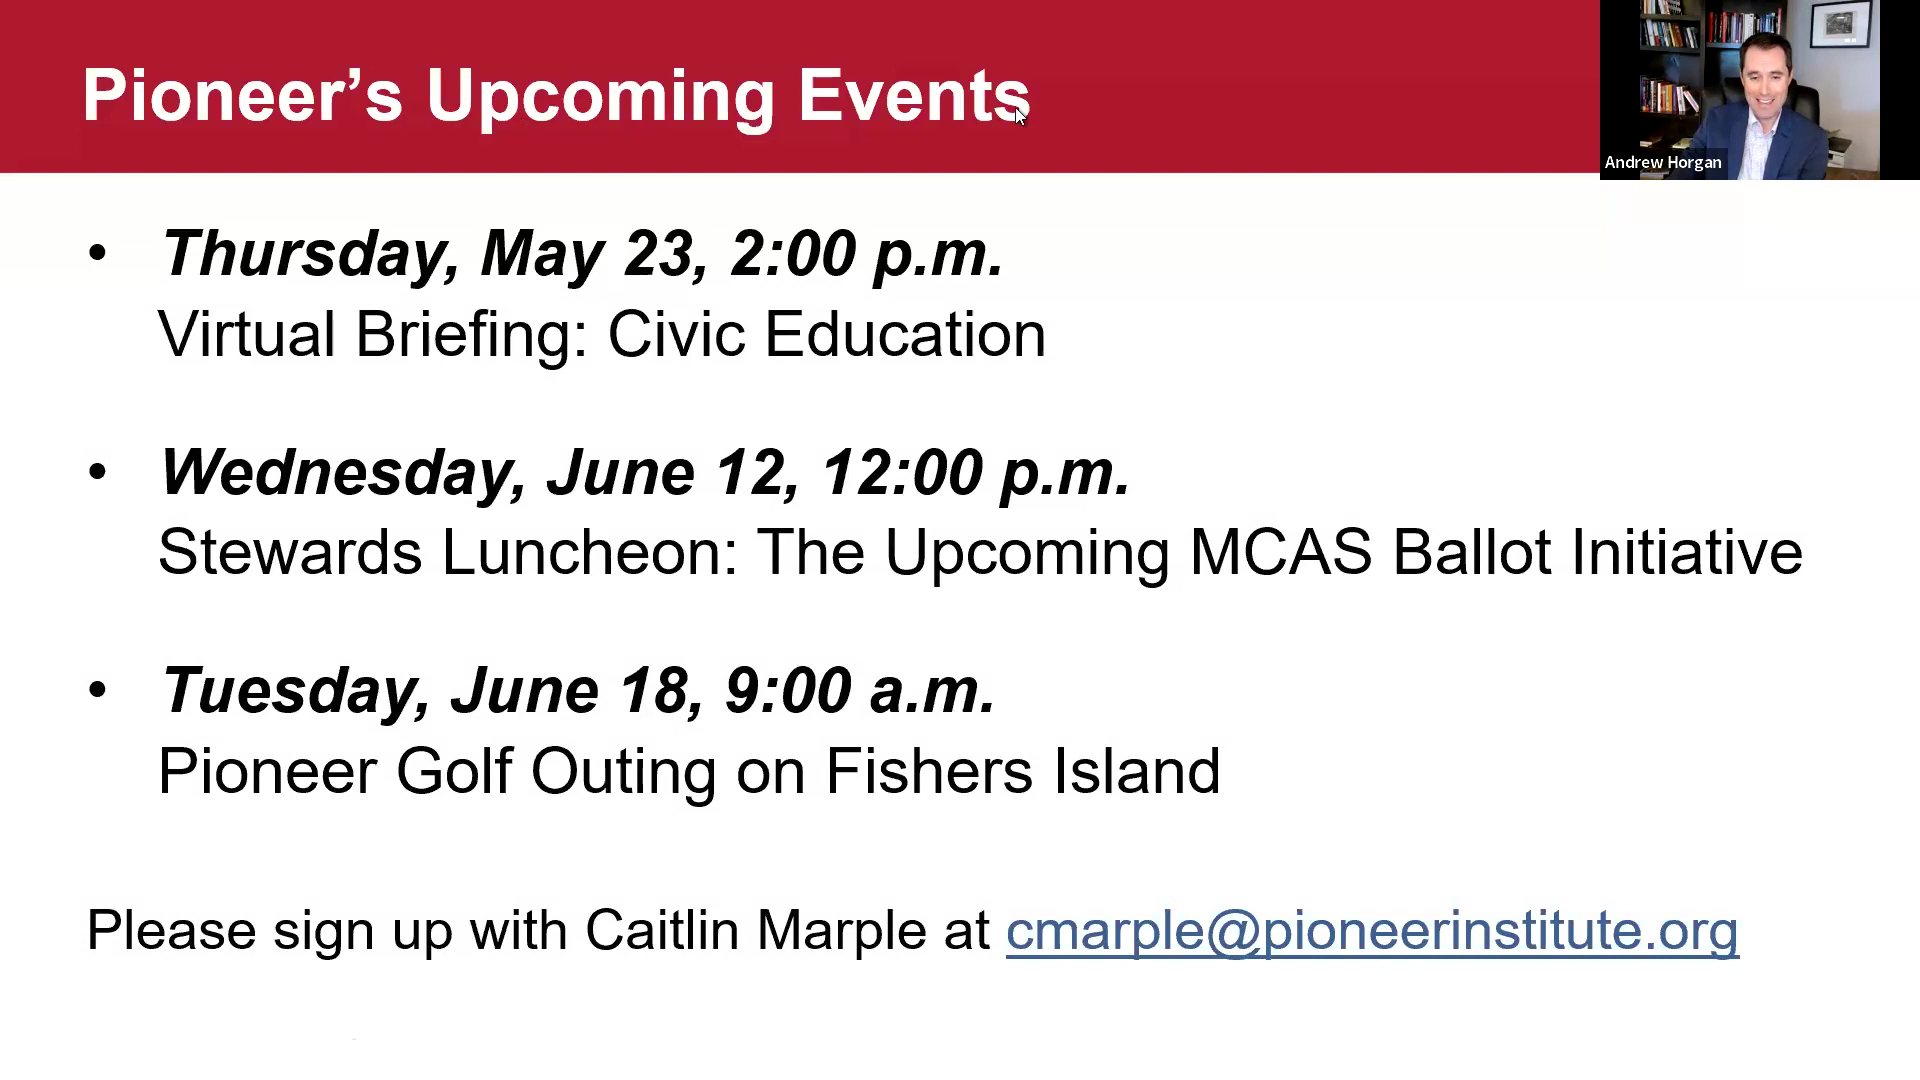 Pioneer’s Upcoming Events
Andrew Horgan
• Thursday, May 23, 2:00 p.m.
Virtual Briefing: Civic Education
• Wednesday, June 12, 12:00 p.m.
Stewards Luncheon: The Upcoming MCAS Ballot Initiative
• Tuesday, June 18, 9:00 a.m.
Pioneer Golf Outing on Fishers Island
Please sign up with Caitlin Marple at cmarple@pioneerinstitute.org